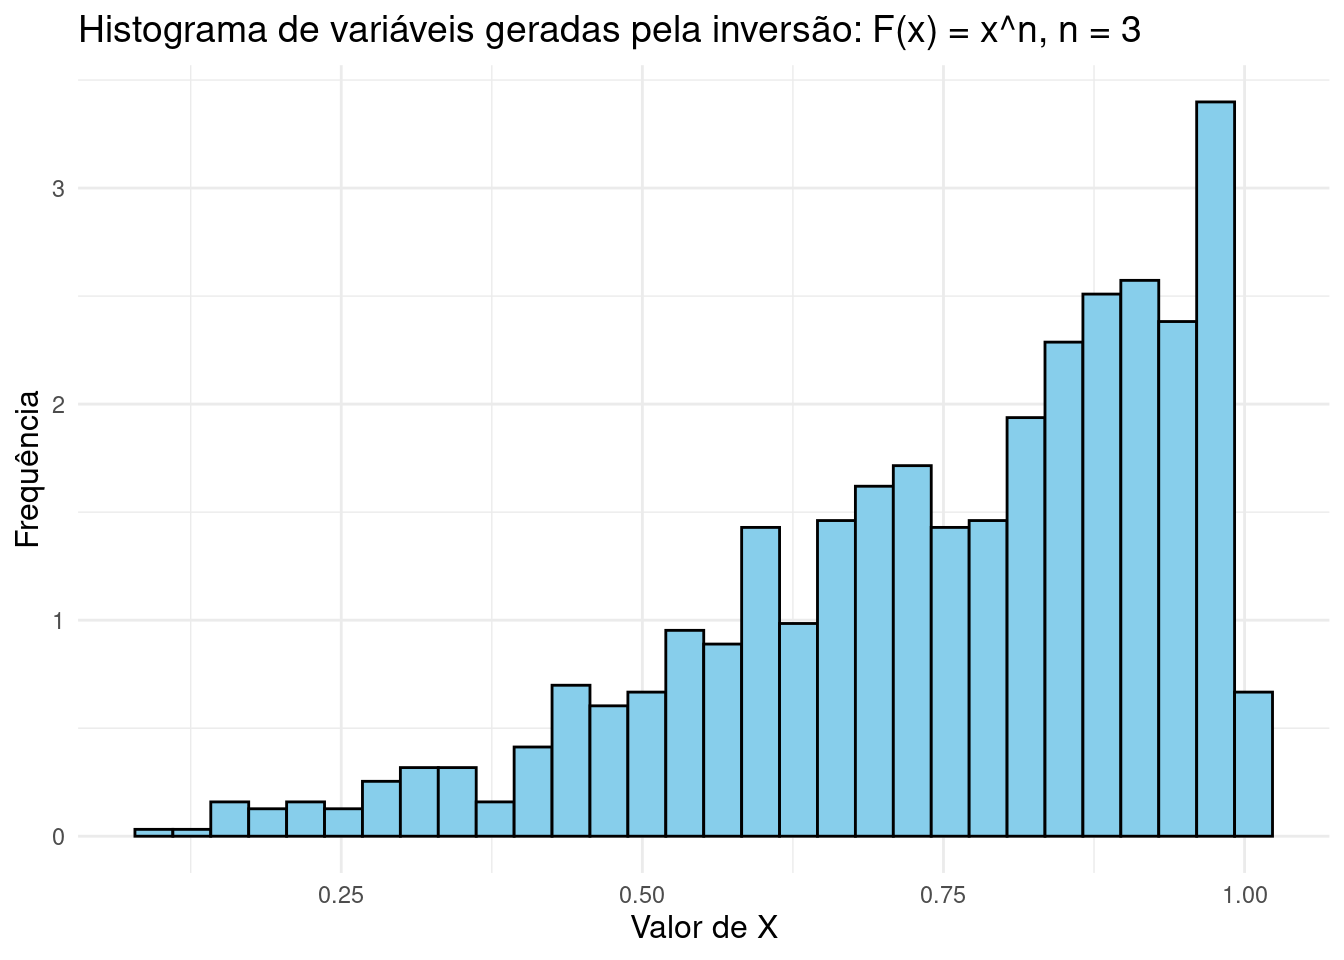 Histograma de variáveis geradas pela inversão: F(x) = x^n, n = 3
3
2
1
0
Frequência
0.25 0.50 0.75 1.00
Valor de X